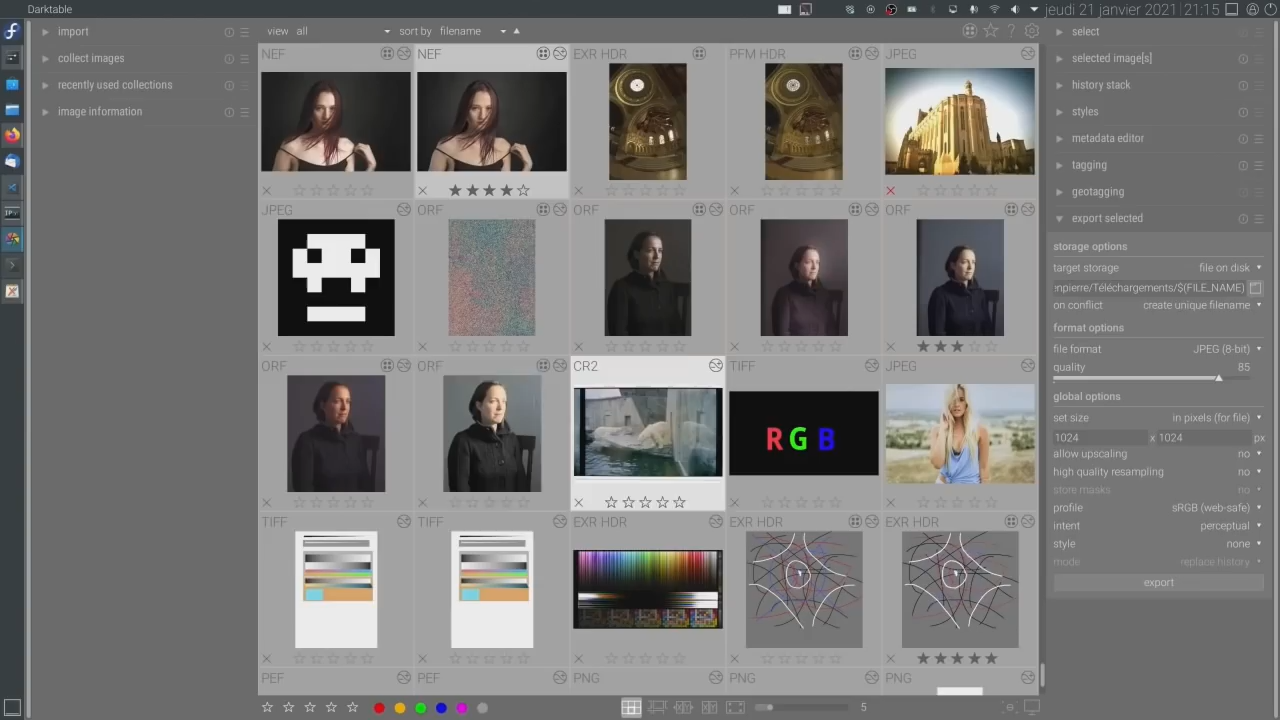 Darktable
jeudi 21 janvier 2021 | 21:15
import
collect images
recently used collections
image information
view all sort by filename
NEF NEF EXR HDR PFM HDR JPEG
JPEG ORF ORF ORF ORF
ORF ORF CR2 TIFF JPEG
RGB
TIFF TIFF EXR HDR EXR HDR EXR HDR
PEF PEF PNG PNG PNG
5
select
selected image[s]
history stack
styles
metadata editor
tagging
geotagging
export selected
storage options
target storage file on disk
npierre/Téléchargements/$(FILE_NAME)
on conflict create unique filename
format options
file format JPEG (8-bit)
quality 85
global options
set size in pixels (for file)
1024 x 1024 px
allow upscaling no
high quality resampling no
store masks no
profile sRGB (web-safe)
intent perceptual
style none
mode replace history
export